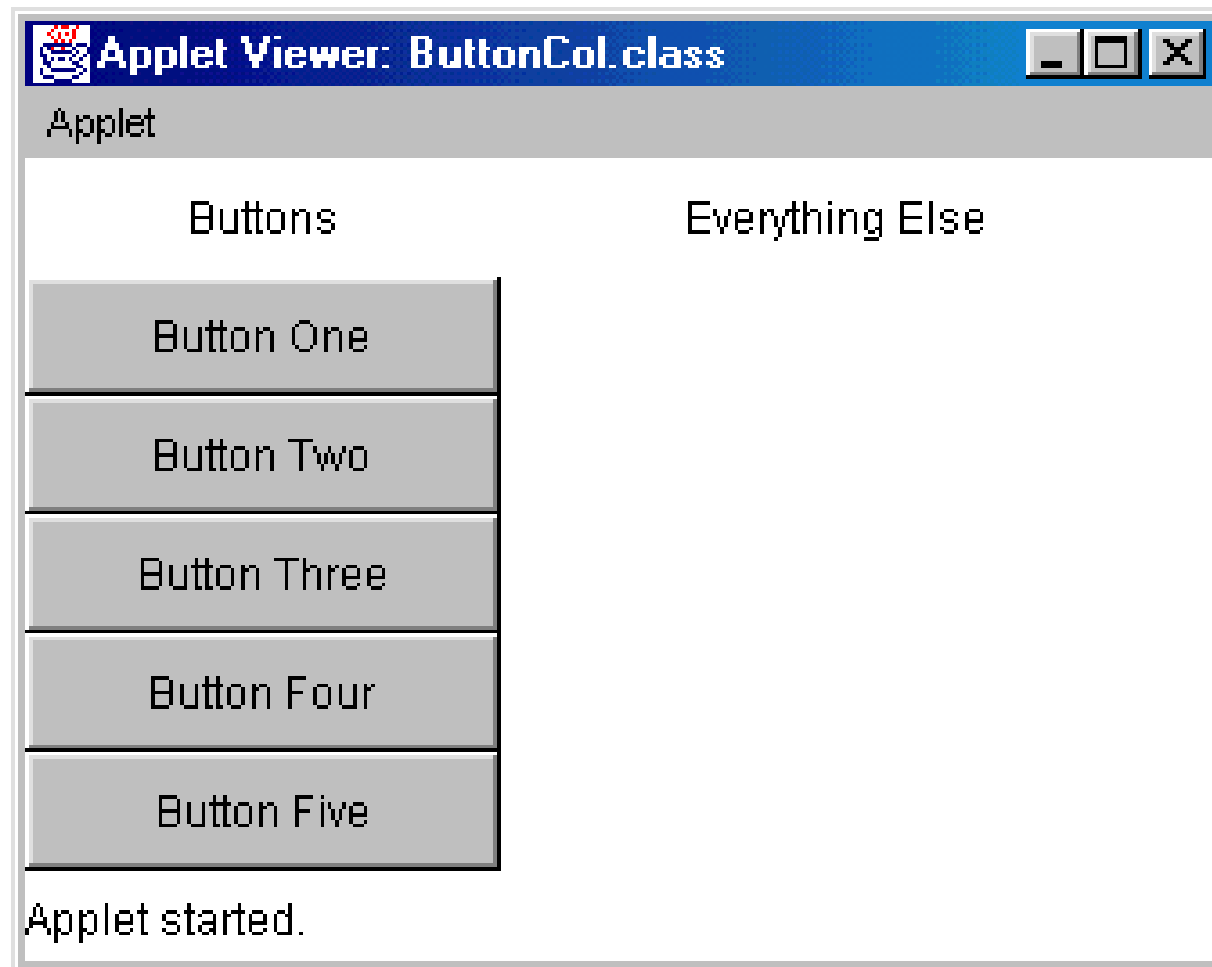 Applet Viewer: ButtonCol.class
Applet
Buttons Everything Else
Button One
Button Two
Button Three
Button Four
Button Five
Applet started.